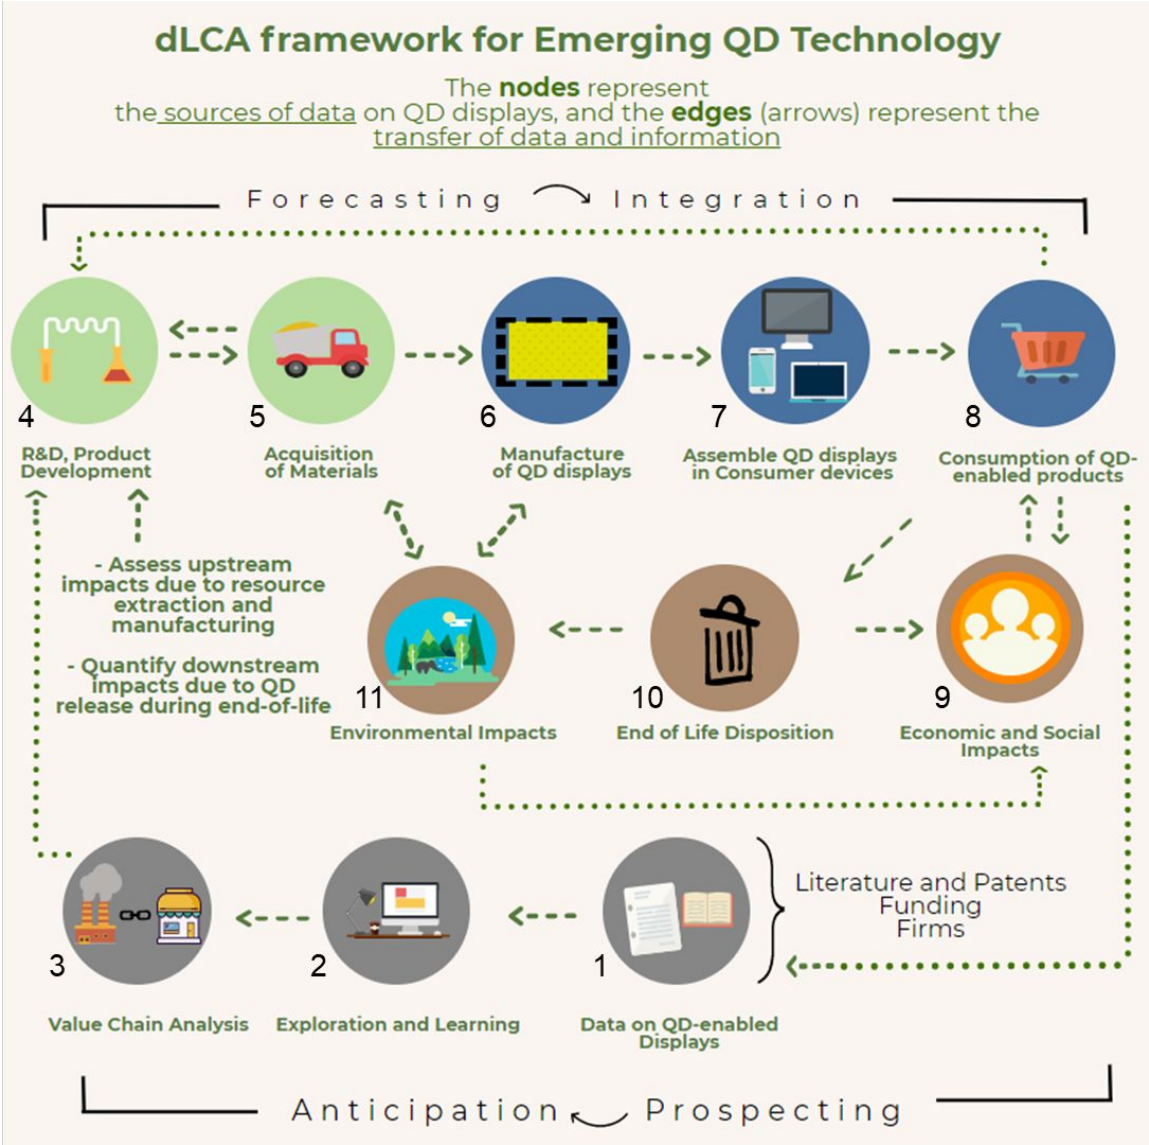 dLCA framework for Emerging QD Technology
The nodes represent
the sources of data on QD displays, and the edges (arrows) represent the
transfer of data and information
Forecasting Integration
4
5
6
7
8
R&D, Product
Development
Acquisition
of Materials
Manufacture
of QD displays
Assemble QD displays
in Consumer devices
Consumption of QD-
enabled products
- Assess upstream
impacts due to resource
extraction and
manufacturing
- Quantify downstream
impacts due to QD
release during end-of-life
11
10
9
Environmental Impacts
End of Life Disposition
Economic and Social
Impacts
Literature and Patents
Funding
Firms
3
2
1
Value Chain Analysis
Exploration and Learning
Data on QD-enabled
Displays
Anticipation Prospecting